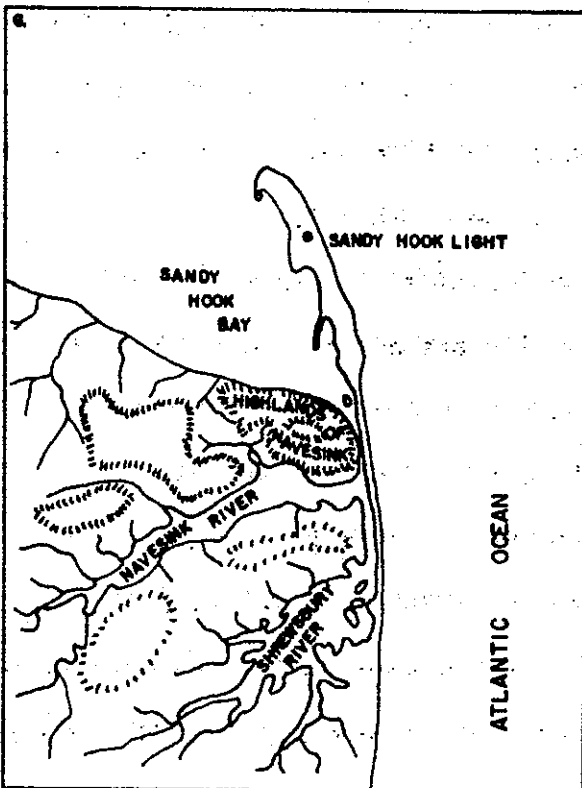 a.
SANDY HOOK LIGHT
SANDY
HOOK
BAY
HIGHLANDS
OF
NAVESINK
NAVESINK RIVER
SHREWSBURY
RIVER
ATLANTIC OCEAN